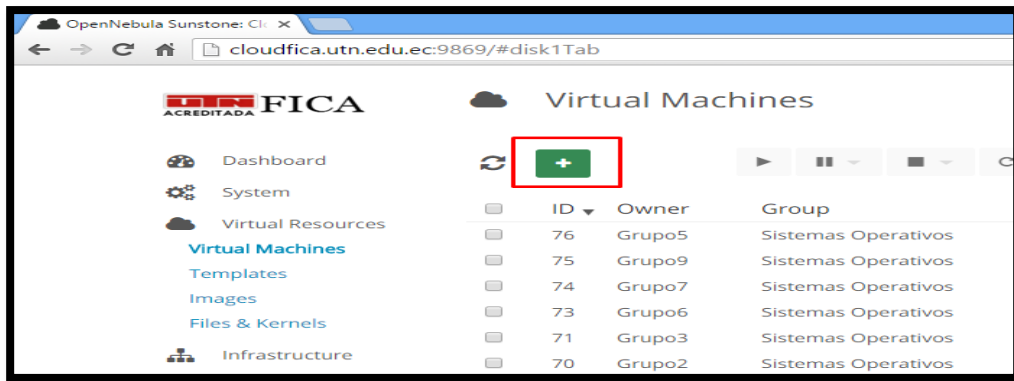 OpenNebula Sunstone: Cl
cloudfica.utn.edu.ec:9869/#disk1Tab
UTN FICA
ACREDITADA
Virtual Machines
+
Dashboard
System
Virtual Resources
Virtual Machines
Templates
Images
Files & Kernels
Infrastructure
ID Owner Group
76 Grupo5 Sistemas Operativos
75 Grupo9 Sistemas Operativos
74 Grupo7 Sistemas Operativos
73 Grupo6 Sistemas Operativos
71 Grupo3 Sistemas Operativos
70 Grupo2 Sistemas Operativos